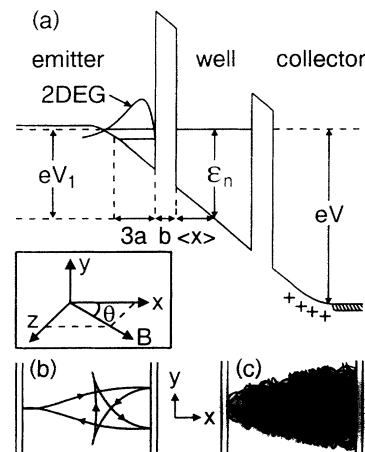 (a)
emitter well collector
2DEG
eV₁ εₙ eV
3a b <x>
+ + + +
y
x
θ
z B
(b) y (c)
x